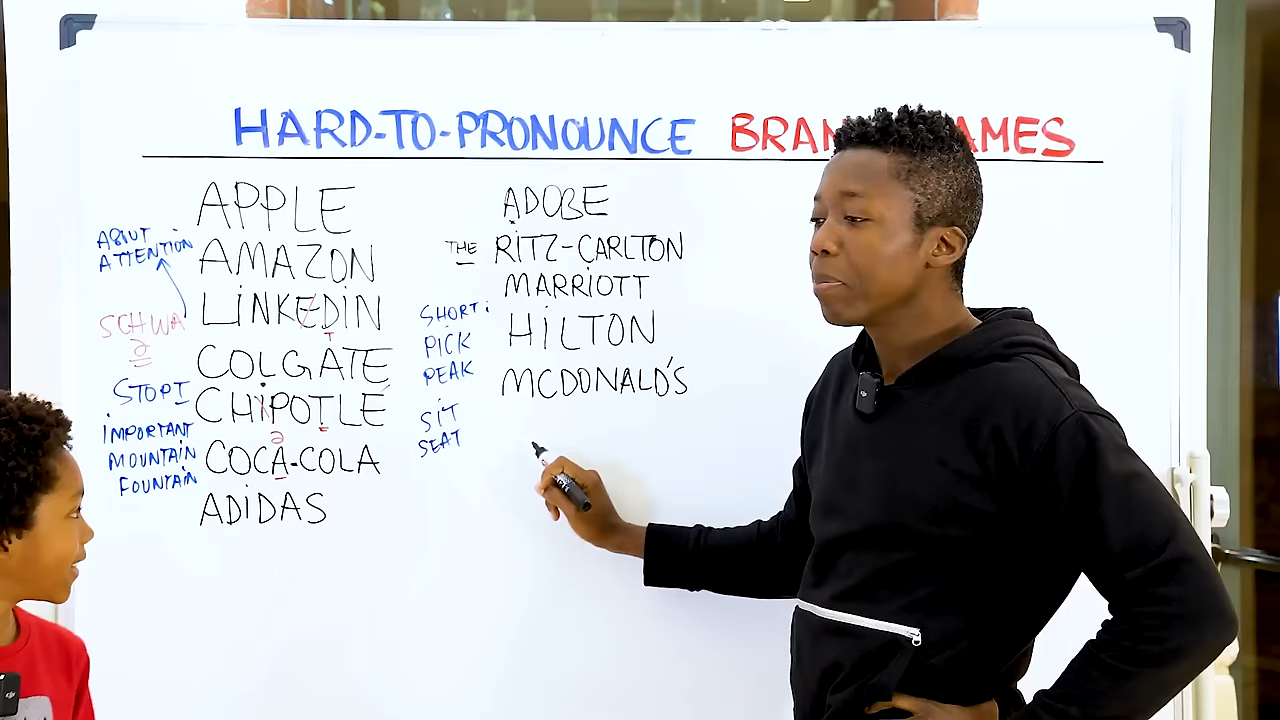 HARD-TO-PRONOUNCE BRAN AMES
APPLE
AMAZON
LiNKEDIN
T
COLGATE
CHiPOTLE
ə
COCA-COLA
ADiDAS
ABOUT
ATTENTION
SCHWA
ə
STOP T
iMPORTANT
MOUNTAIN
FOUNTAIN
ADOBE
THE RiTZ-CARLTON
MARRIOTT
HiLTON
MCDONALD'S
SHORT i
PiCK
PEAK
SiT
SEAT